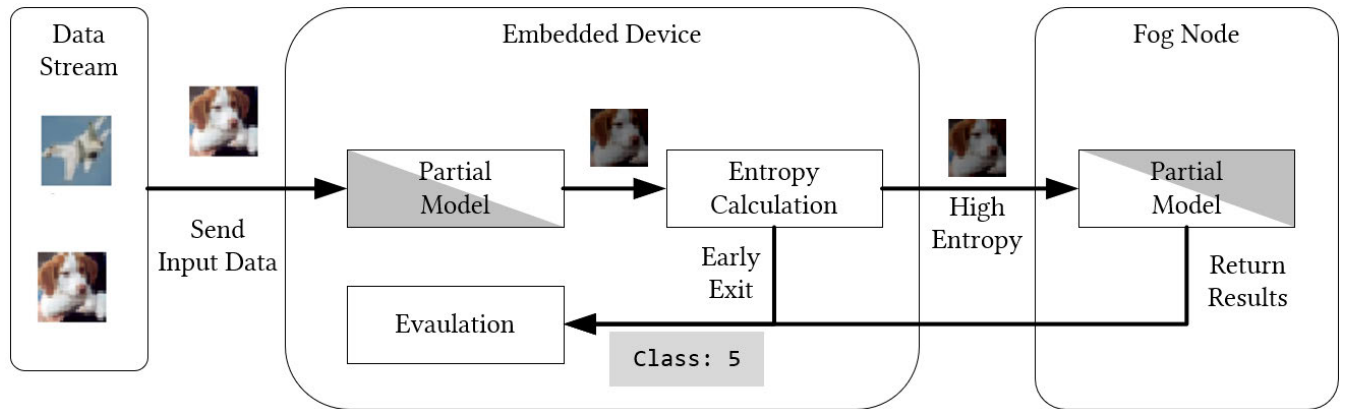 Data
Stream
Embedded Device
Fog Node
Send
Input Data
Partial
Model
Entropy
Calculation
High
Entropy
Partial
Model
Early
Exit
Return
Results
Evaulation
Class: 5